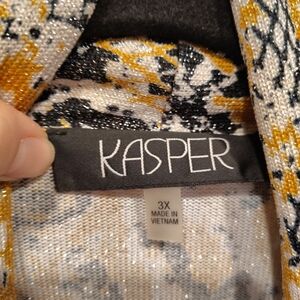 KASPER
3X
MADE IN
VIETNAM